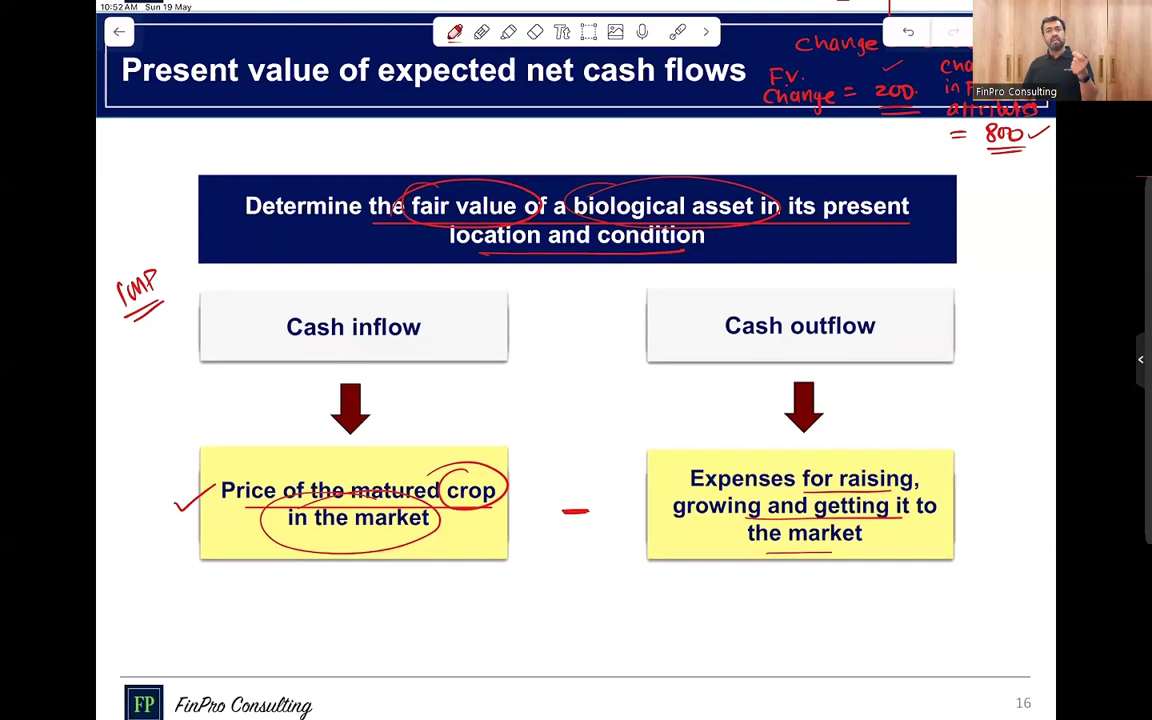 10:52 AM Sun 19 May
Tt
Present value of expected net cash flows
change
FV.
change = 200.
in
attributes
= 800
FinPro Consulting
Determine the fair value of a biological asset in its present
location and condition
Cash inflow
Cash outflow
Price of the matured crop
in the market
Expenses for raising,
growing and getting it to
the market
FP
FinPro Consulting
16